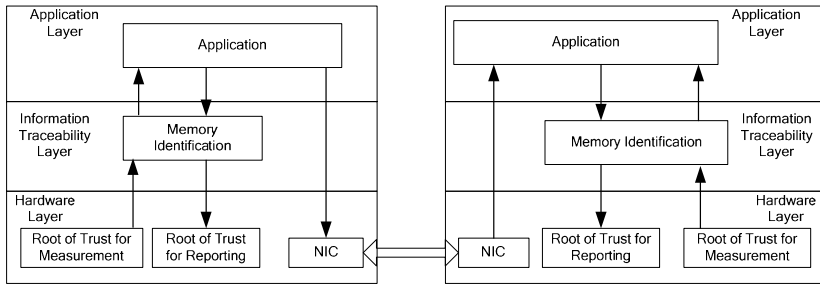 Application
Layer
Application
Information
Traceability
Layer
Memory
Identification
Hardware
Layer
Root of Trust for
Measurement
Root of Trust
for Reporting
NIC
Application
Layer
Application
Information
Traceability
Layer
Memory Identification
Hardware
Layer
NIC
Root of Trust for
Reporting
Root of Trust for
Measurement